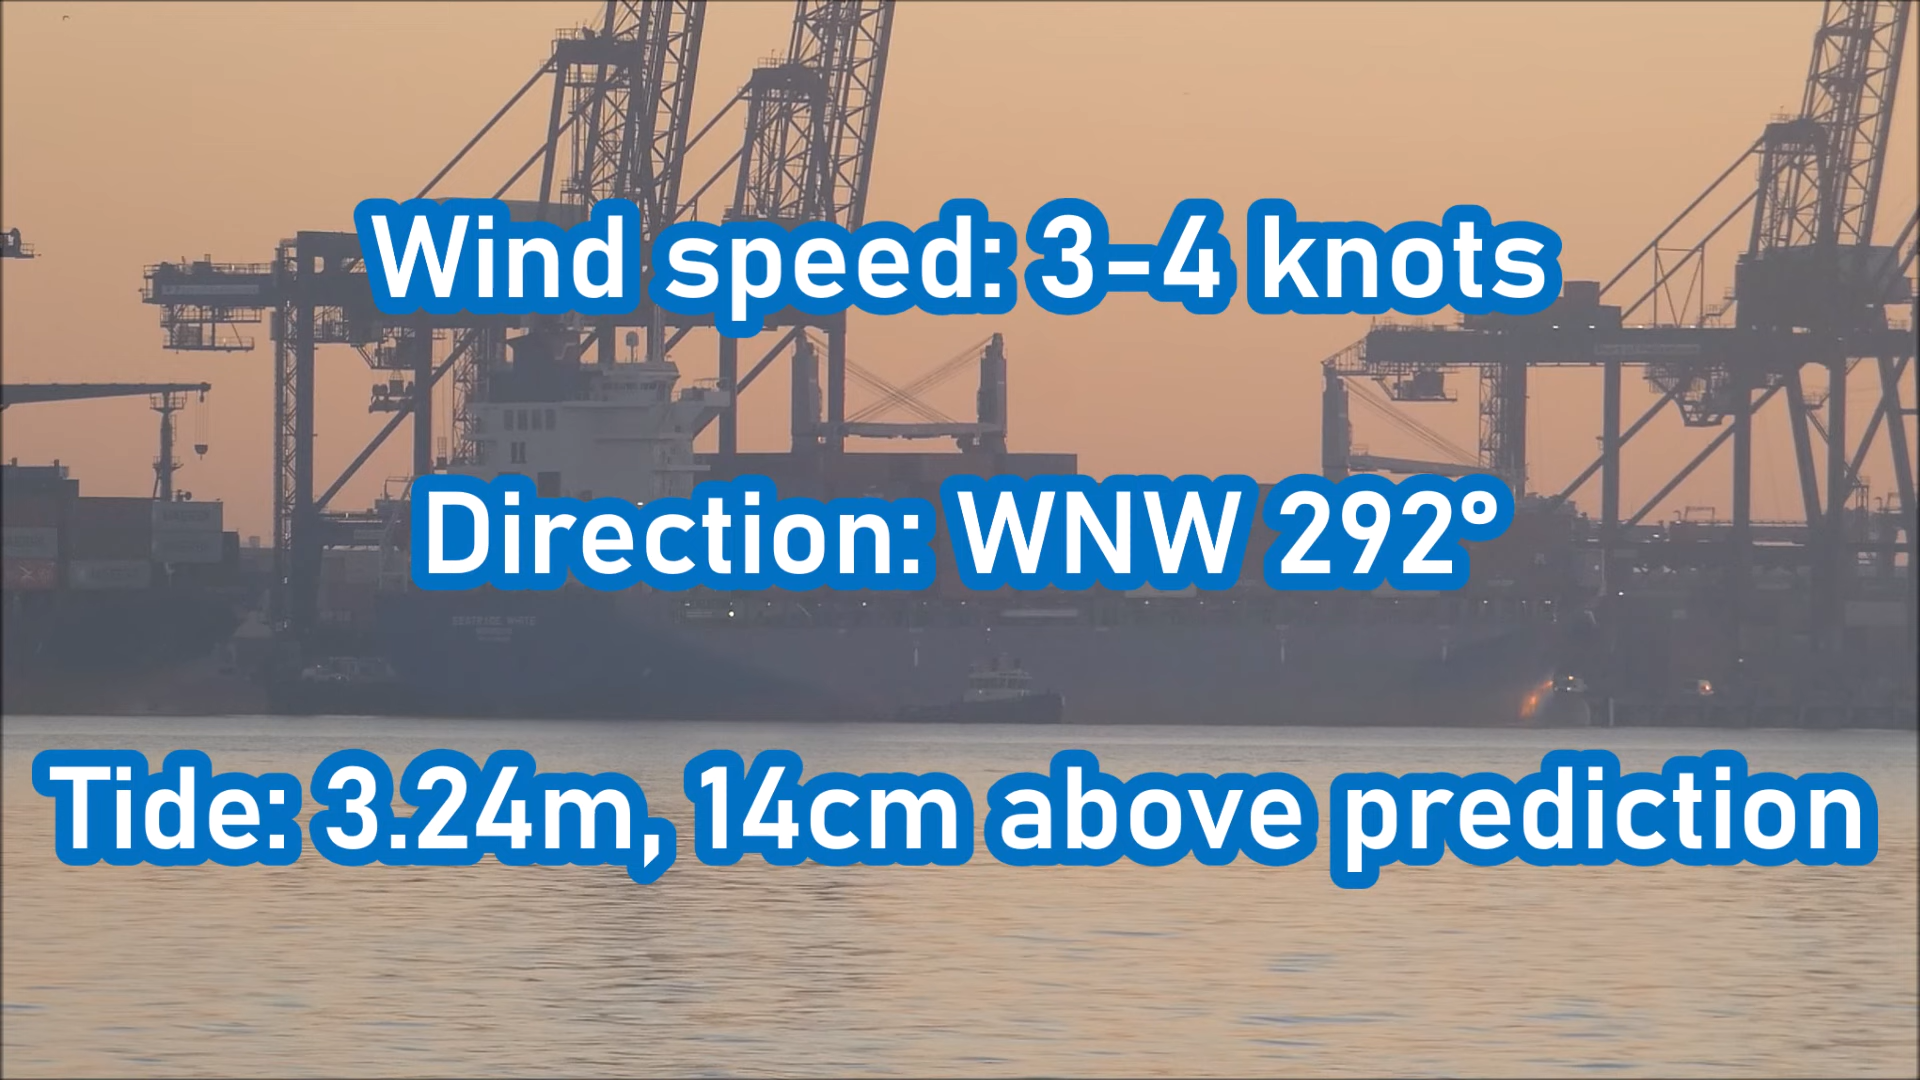 Wind speed: 3-4 knots
Direction: WNW 292°
Tide: 3.24m, 14cm above prediction